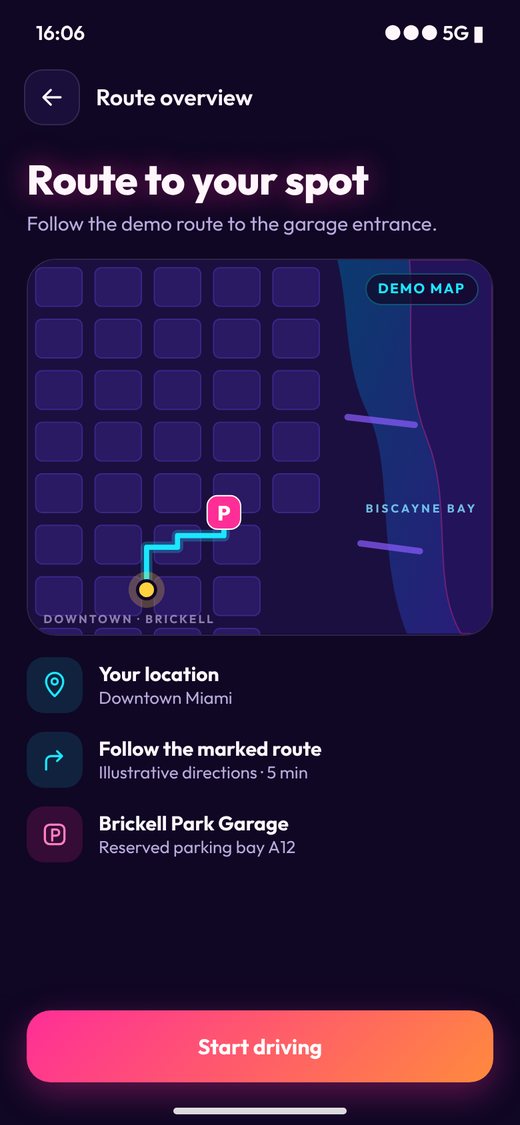 16:06
5G
Route overview
Route to your spot
Follow the demo route to the garage entrance.
DEMO MAP
P
BISCAYNE BAY
DOWNTOWN · BRICKELL
Your location
Downtown Miami
Follow the marked route
Illustrative directions · 5 min
P
Brickell Park Garage
Reserved parking bay A12
Start driving